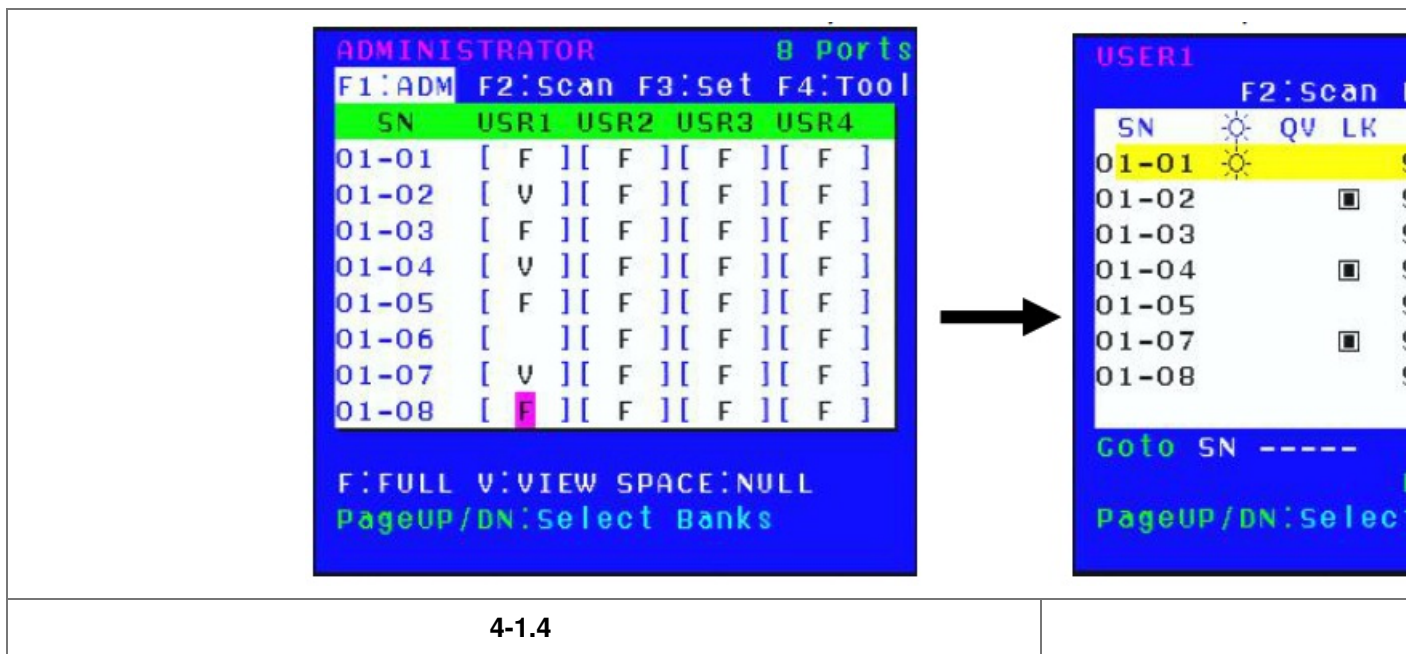 ADMINISTRATOR 8 Ports
F1:ADM F2:Scan F3:Set F4:Tool
SN USR1 USR2 USR3 USR4
01-01 [ F ][ F ][ F ][ F ]
01-02 [ V ][ F ][ F ][ F ]
01-03 [ F ][ F ][ F ][ F ]
01-04 [ V ][ F ][ F ][ F ]
01-05 [ F ][ F ][ F ][ F ]
01-06 [   ][ F ][ F ][ F ]
01-07 [ V ][ F ][ F ][ F ]
01-08 [ F ][ F ][ F ][ F ]
F:FULL V:VIEW SPACE:NULL
PageUP/DN:Select Banks
USER1
F2:Scan
SN QV LK
01-01
01-02
01-03
01-04
01-05
01-07
01-08
Goto SN -----
PageUP/DN:Selec
4-1.4